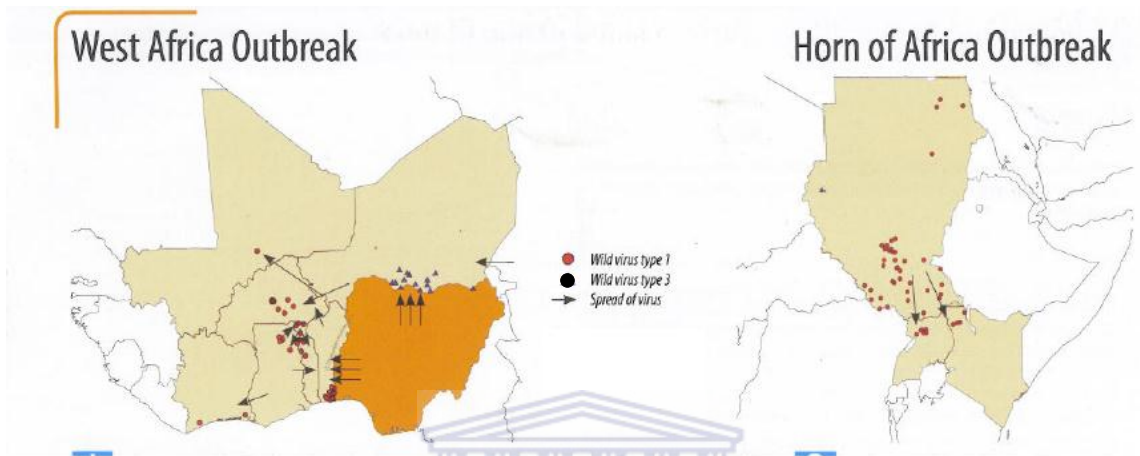 West Africa Outbreak
Horn of Africa Outbreak
Wild virus type 1
Wild virus type 3
Spread of virus